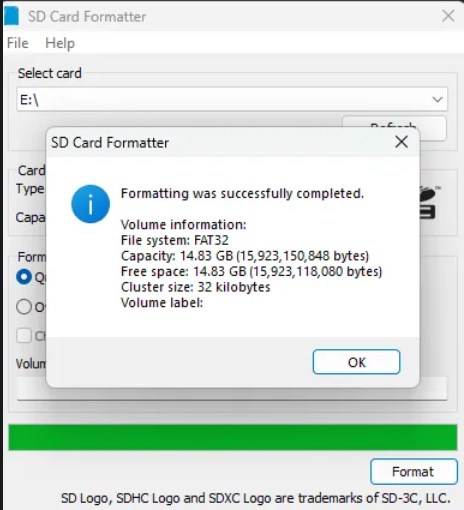 SD Card Formatter
File Help
Select card
E:\
Refresh
SD Card Formatter
Card
Type
Capa
Formatting was successfully completed.
Volume information:
File system: FAT32
Capacity: 14.83 GB (15,923,150,848 bytes)
Free space: 14.83 GB (15,923,118,080 bytes)
Cluster size: 32 kilobytes
Volume label:
Form
Volum
OK
Format
SD Logo, SDHC Logo and SDXC Logo are trademarks of SD-3C, LLC.